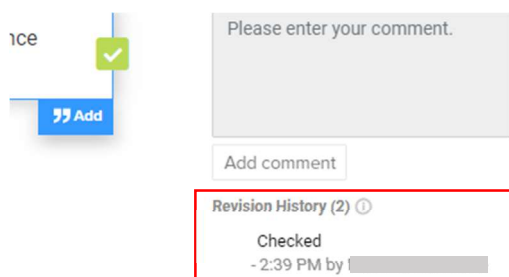 nce
Add
Please enter your comment.
Add comment
Revision History (2)
Checked
- 2:39 PM by